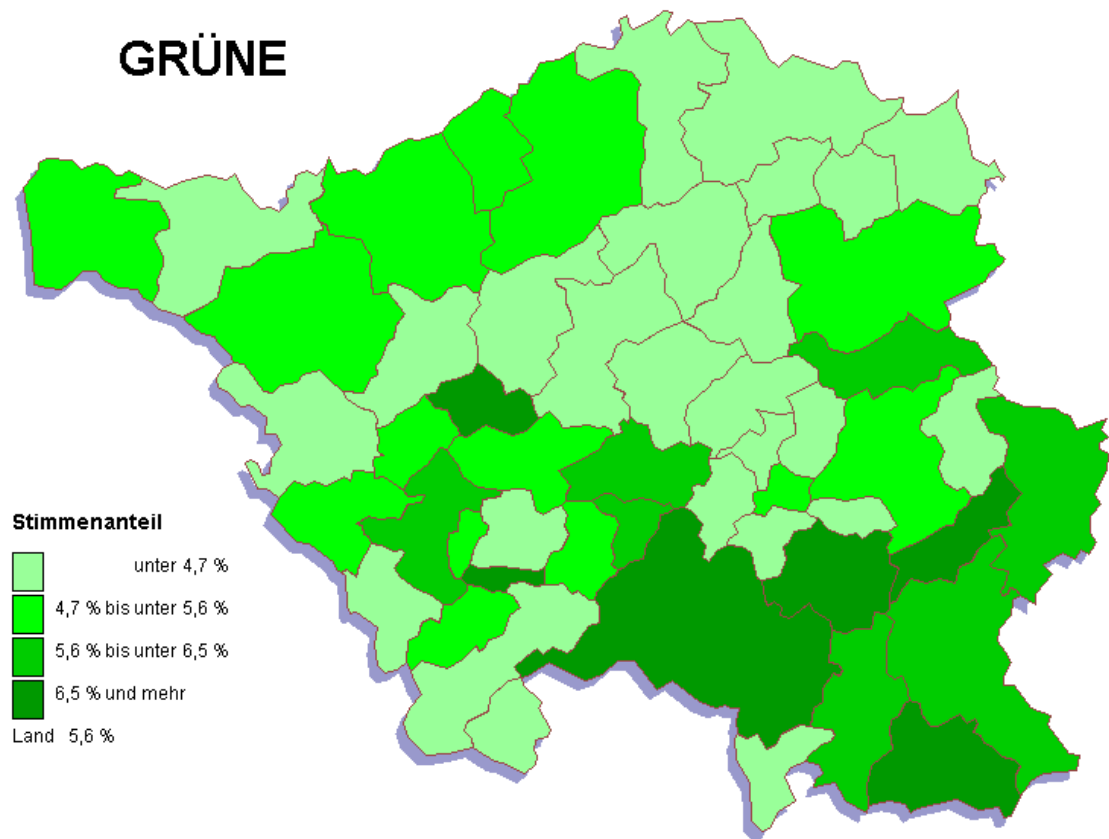 GRÜNE
Stimmenanteil
unter 4,7 %
4,7 % bis unter 5,6 %
5,6 % bis unter 6,5 %
6,5 % und mehr
Land 5,6 %